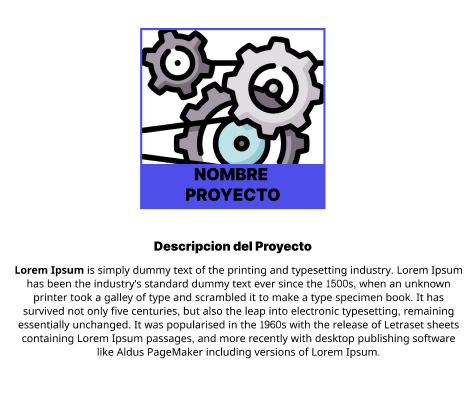 NOMBRE
PROYECTO
Descripcion del Proyecto
Lorem Ipsum is simply dummy text of the printing and typesetting industry. Lorem Ipsum
has been the industry's standard dummy text ever since the 1500s, when an unknown
printer took a galley of type and scrambled it to make a type specimen book. It has
survived not only five centuries, but also the leap into electronic typesetting, remaining
essentially unchanged. It was popularised in the 1960s with the release of Letraset sheets
containing Lorem Ipsum passages, and more recently with desktop publishing software
like Aldus PageMaker including versions of Lorem Ipsum.